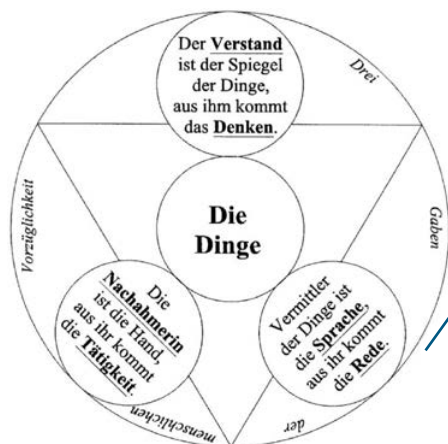 Der Verstand
ist der Spiegel
der Dinge,
aus ihm kommt
das Denken.
Drei
Gaben
der
menschlichen
Vorzüglichkeit
Die
Dinge
Die
Nachahmerin
ist die Hand,
aus ihr kommt
die Tätigkeit.
Vermittler
der Dinge ist
die Sprache,
aus ihr kommt
die Rede.